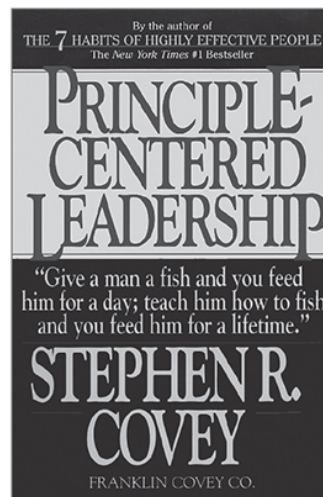 By the author of
THE 7 HABITS OF HIGHLY EFFECTIVE PEOPLE
The New York Times #1 Bestseller
PRINCIPLE-
CENTERED
LEADERSHIP
“Give a man a fish and you feed
him for a day; teach him how to fish
and you feed him for a lifetime.”
STEPHEN R.
COVEY
FRANKLIN COVEY CO.